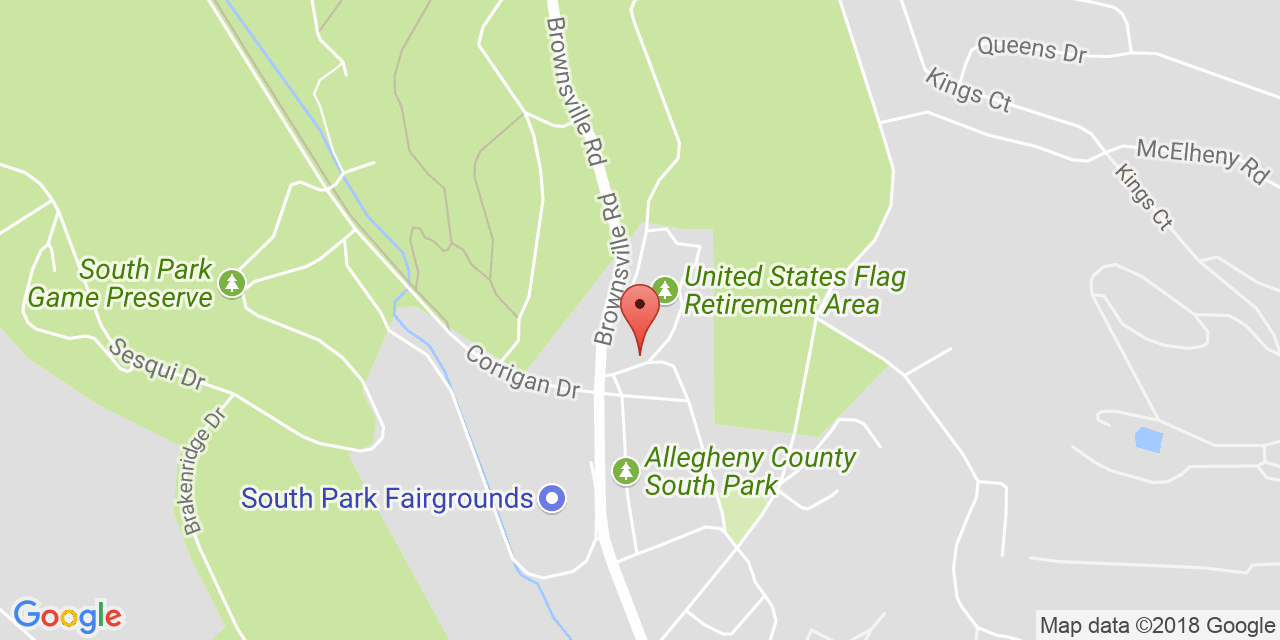 Queens Dr
Kings Ct
McElheny Rd
Kings Ct
Brownsville Rd
Brownsville Rd
South Park
Game Preserve
United States Flag
Retirement Area
Sesqui Dr
Corrigan Dr
Brakenridge Dr
Allegheny County
South Park
South Park Fairgrounds
Google
Map data ©2018 Google